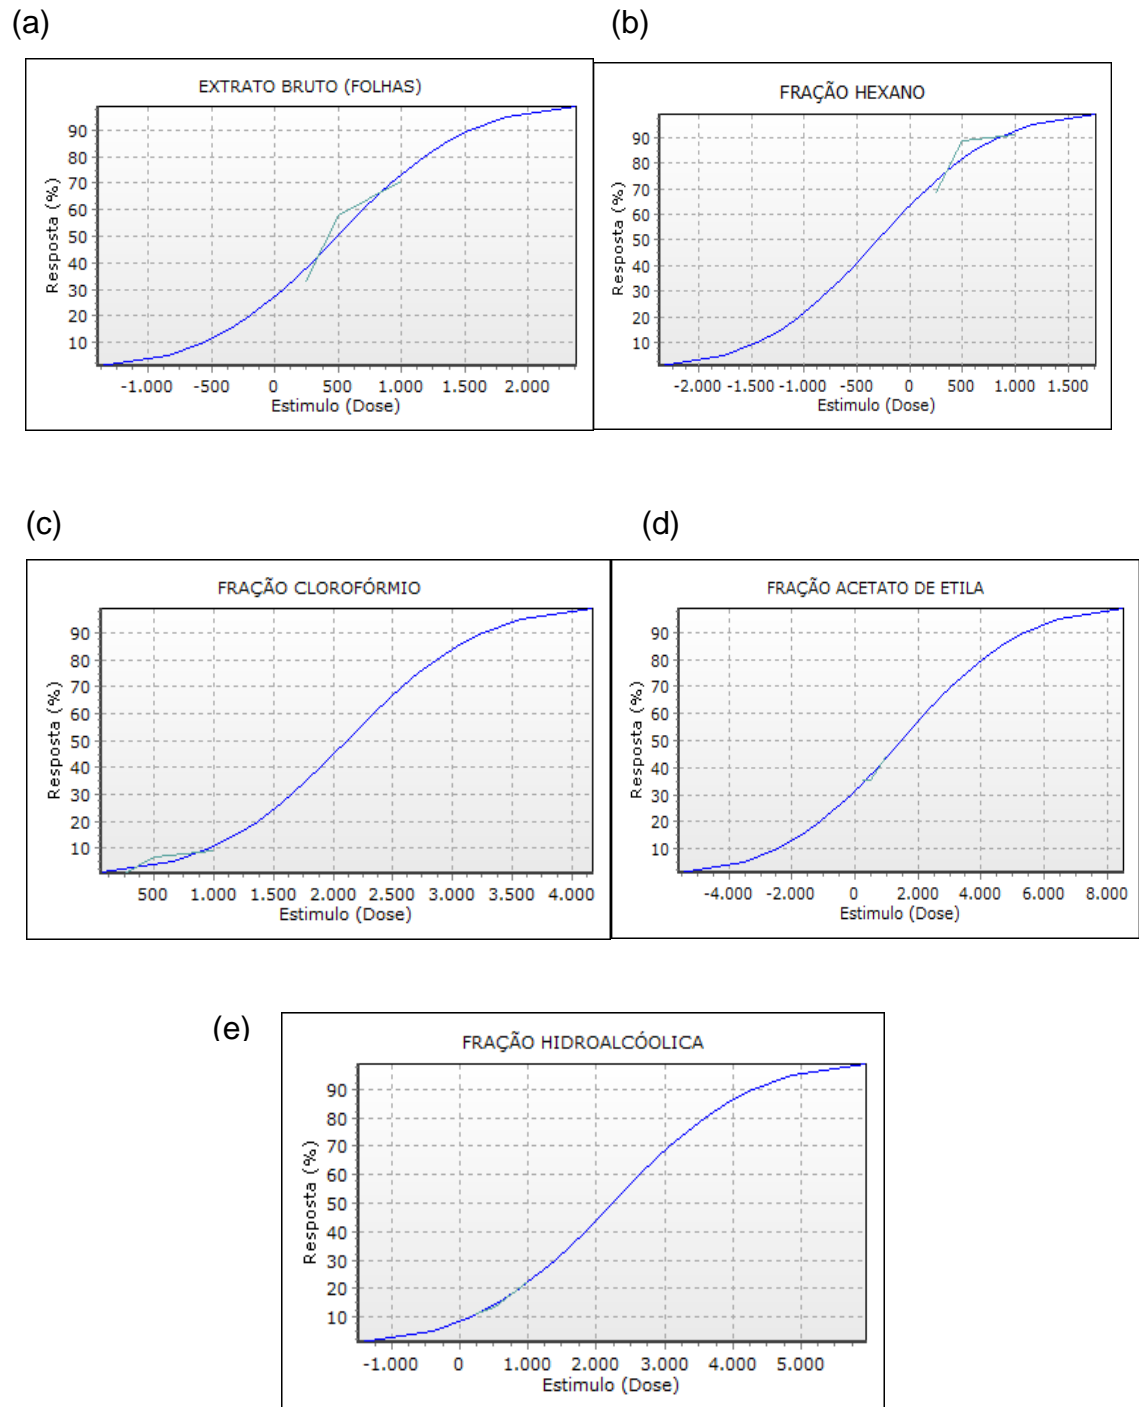 (a)
(b)
EXTRATO BRUTO (FOLHAS)
Resposta (%)
90
80
70
60
50
40
30
20
10
-1.000 -500 0 500 1.000 1.500 2.000
Estimulo (Dose)
FRAÇÃO HEXANO
Resposta (%)
90
80
70
60
50
40
30
20
10
-2.000 -1.500 -1.000 -500 0 500 1.000 1.500
Estimulo (Dose)
(c)
(d)
FRAÇÃO CLOROFÓRMIO
Resposta (%)
90
80
70
60
50
40
30
20
10
500 1.000 1.500 2.000 2.500 3.000 3.500 4.000
Estimulo (Dose)
FRAÇÃO ACETATO DE ETILA
Resposta (%)
90
80
70
60
50
40
30
20
10
-4.000 -2.000 0 2.000 4.000 6.000 8.000
Estimulo (Dose)
(e)
FRAÇÃO HIDROALCÓOLICA
Resposta (%)
90
80
70
60
50
40
30
20
10
-1.000 0 1.000 2.000 3.000 4.000 5.000
Estimulo (Dose)